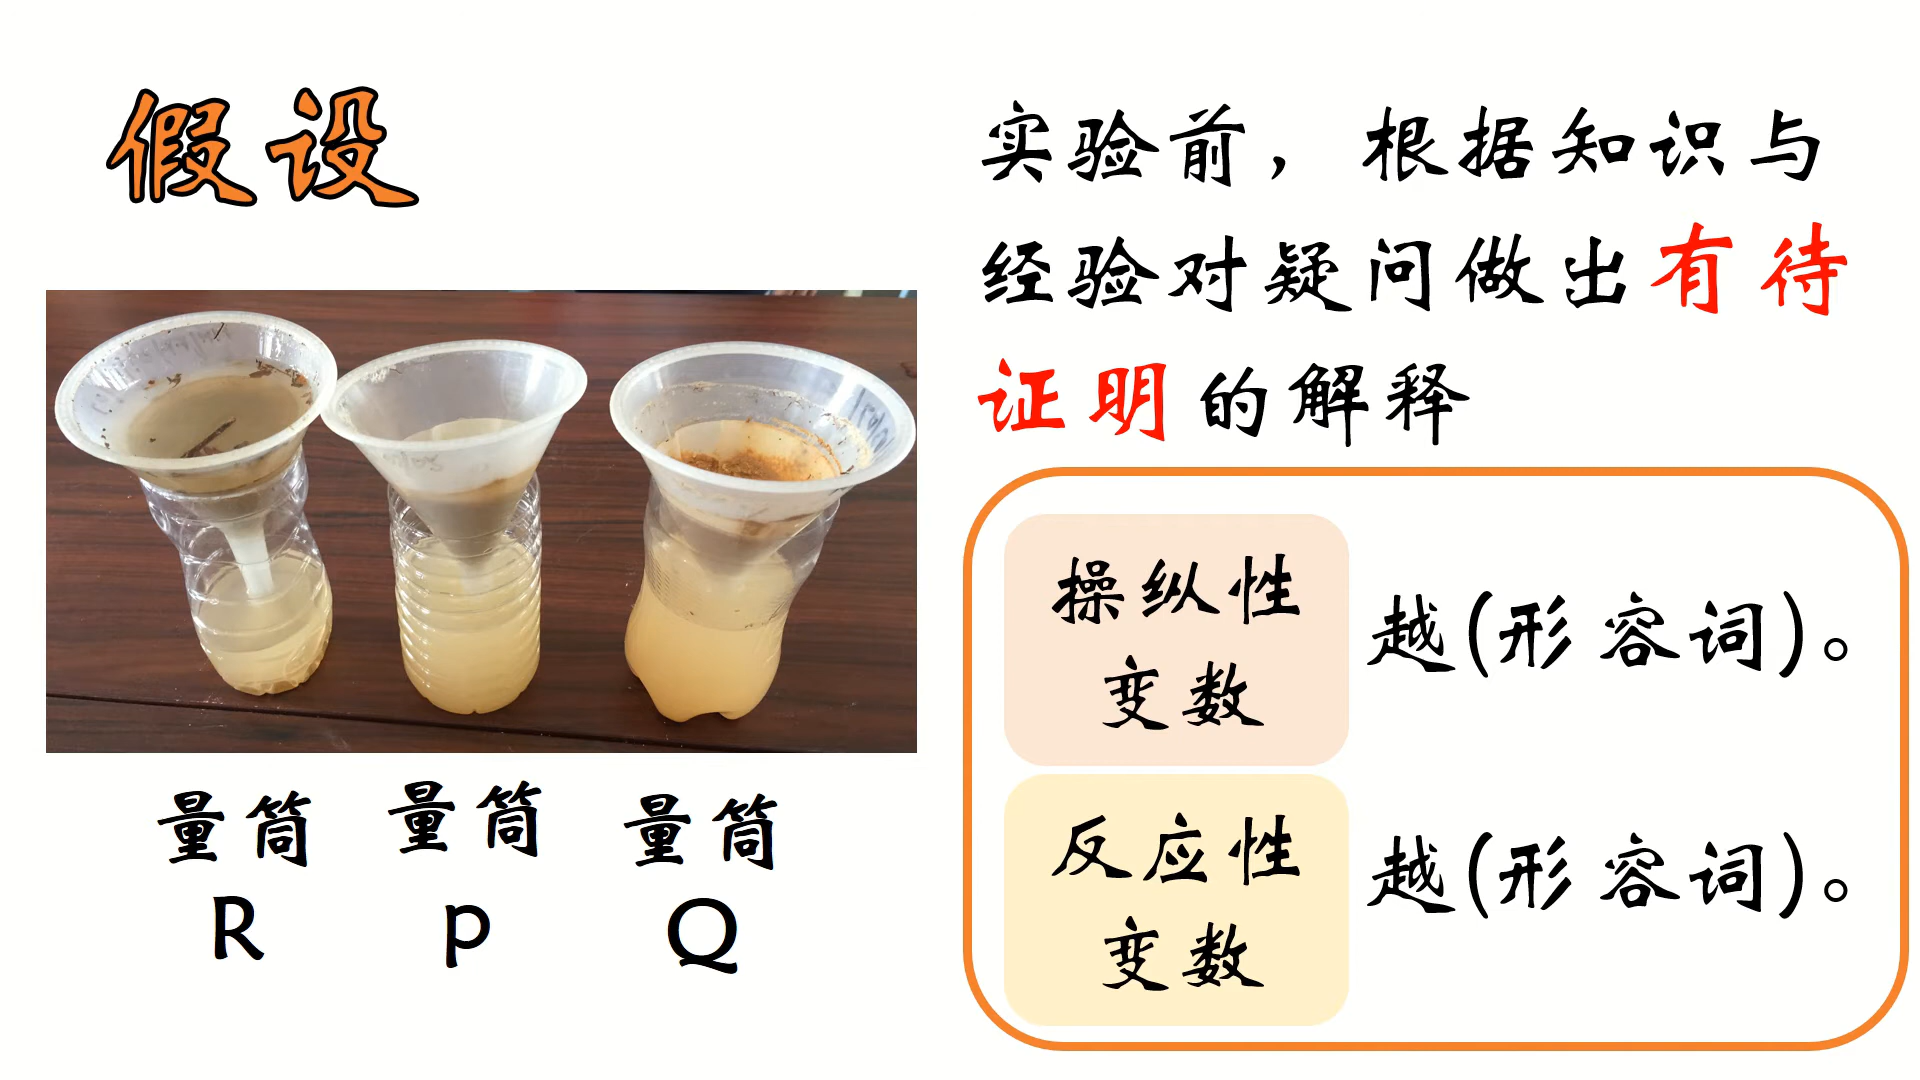 假设
实验前，根据知识与
经验对疑问做出有待
证明的解释
操纵性
变数
越(形容词)。
反应性
变数
越(形容词)。
量筒
R
量筒
p
量筒
Q